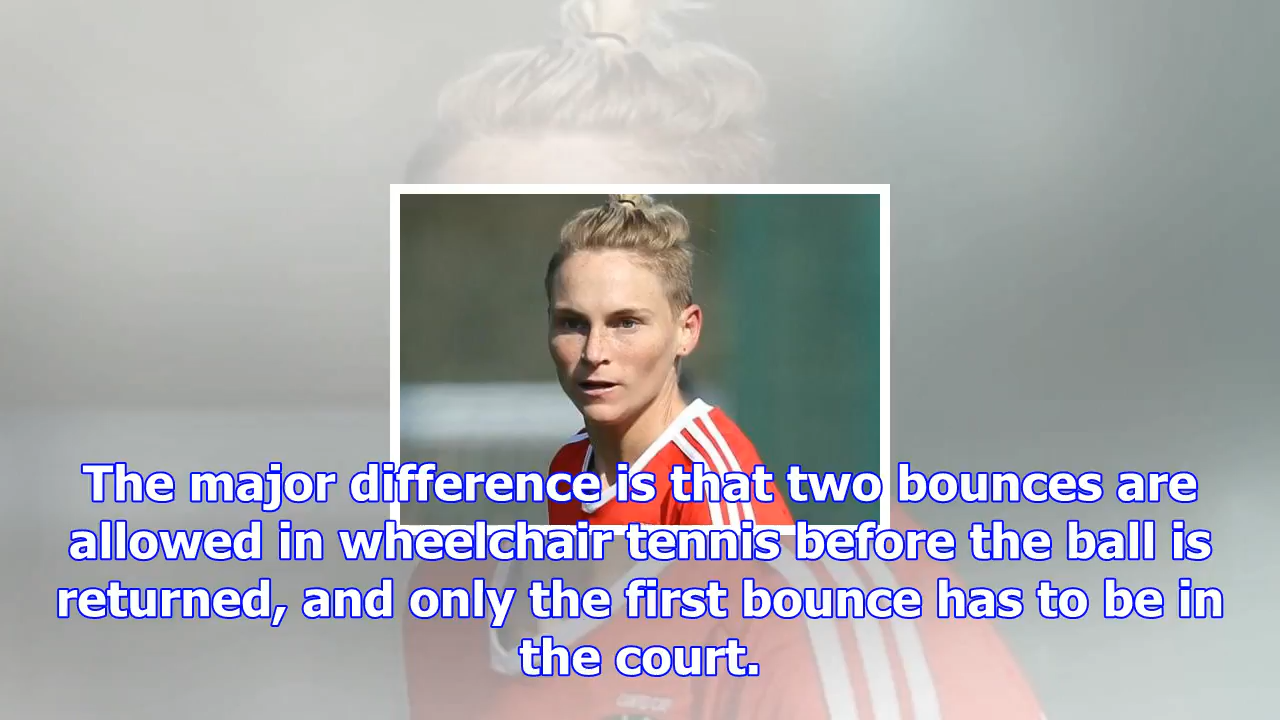 The major difference is that two bounces are
allowed in wheelchair tennis before the ball is
returned, and only the first bounce has to be in
the court.